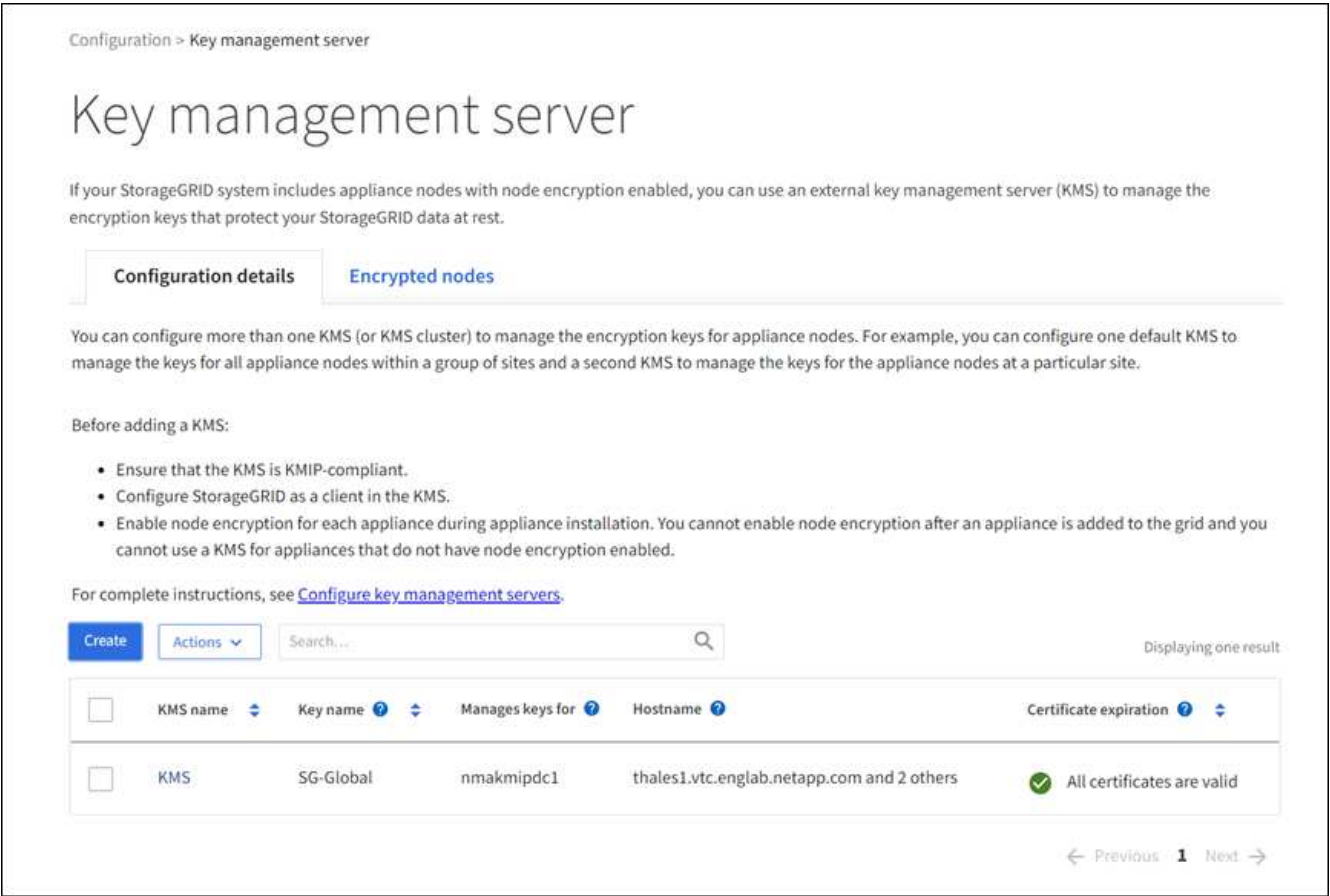 Configuration > Key management server
Key management server
If your StorageGRID system includes appliance nodes with node encryption enabled, you can use an external key management server (KMS) to manage the
encryption keys that protect your StorageGRID data at rest.
Configuration details Encrypted nodes
You can configure more than one KMS (or KMS cluster) to manage the encryption keys for appliance nodes. For example, you can configure one default KMS to
manage the keys for all appliance nodes within a group of sites and a second KMS to manage the keys for the appliance nodes at a particular site.
Before adding a KMS:
• Ensure that the KMS is KMIP-compliant.
• Configure StorageGRID as a client in the KMS.
• Enable node encryption for each appliance during appliance installation. You cannot enable node encryption after an appliance is added to the grid and you
cannot use a KMS for appliances that do not have node encryption enabled.
For complete instructions, see Configure key management servers.
Create Actions Search... Displaying one result
KMS name Key name ? Manages keys for ? Hostname ? Certificate expiration ?
KMS SG-Global nmakmipdc1 thales1.vtc.englab.netapp.com and 2 others All certificates are valid
← Previous 1 Next →